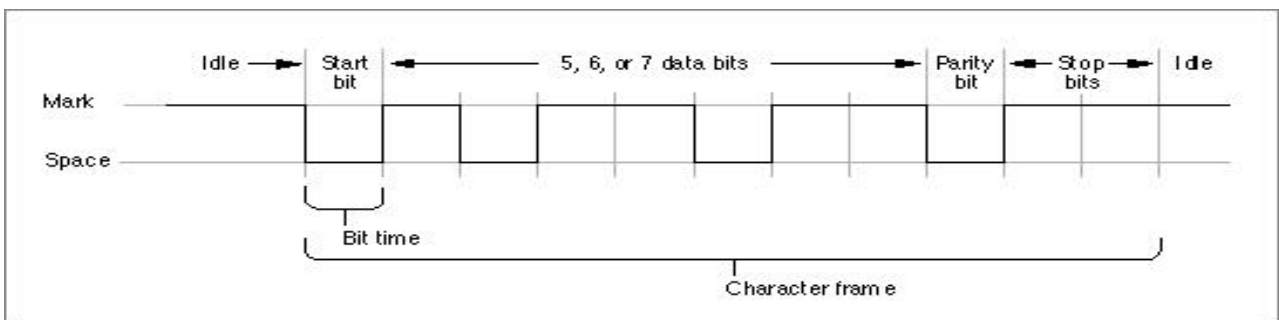 Idle Start bit 5, 6, or 7 data bits Parity bit Stop bits Idle
Mark
Space
Bit time
Character frame